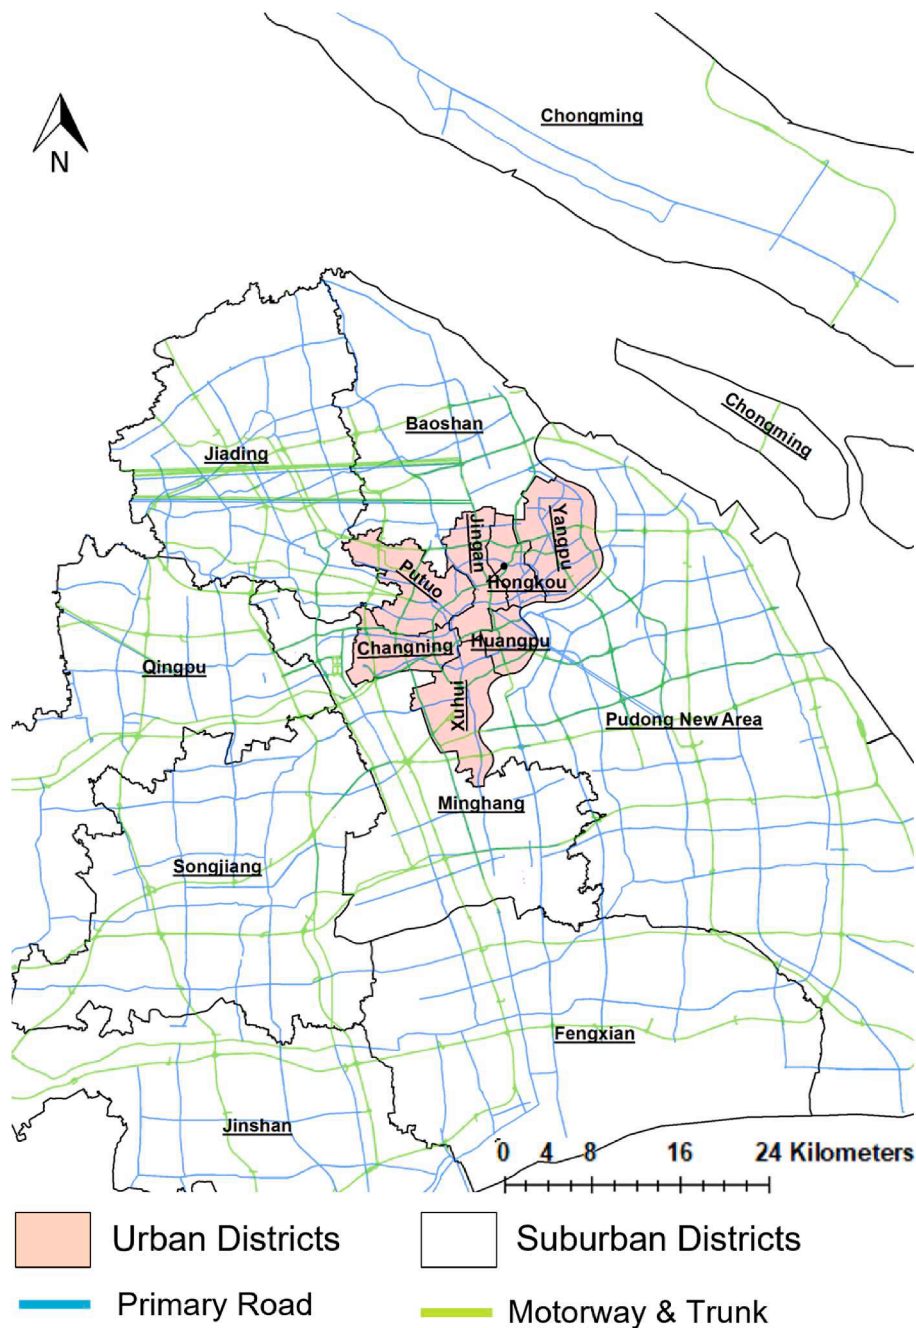 Chongming
N
Chongming
Baoshan
Jiading
Yangpu
Jingan
Putuo
Hongkou
Changning
Huangpu
Qingpu
Xuhui
Pudong New Area
Minghang
Songjiang
Fengxian
Jinshan
0 4 8 16 24 Kilometers
Urban Districts
Suburban Districts
Primary Road
Motorway & Trunk